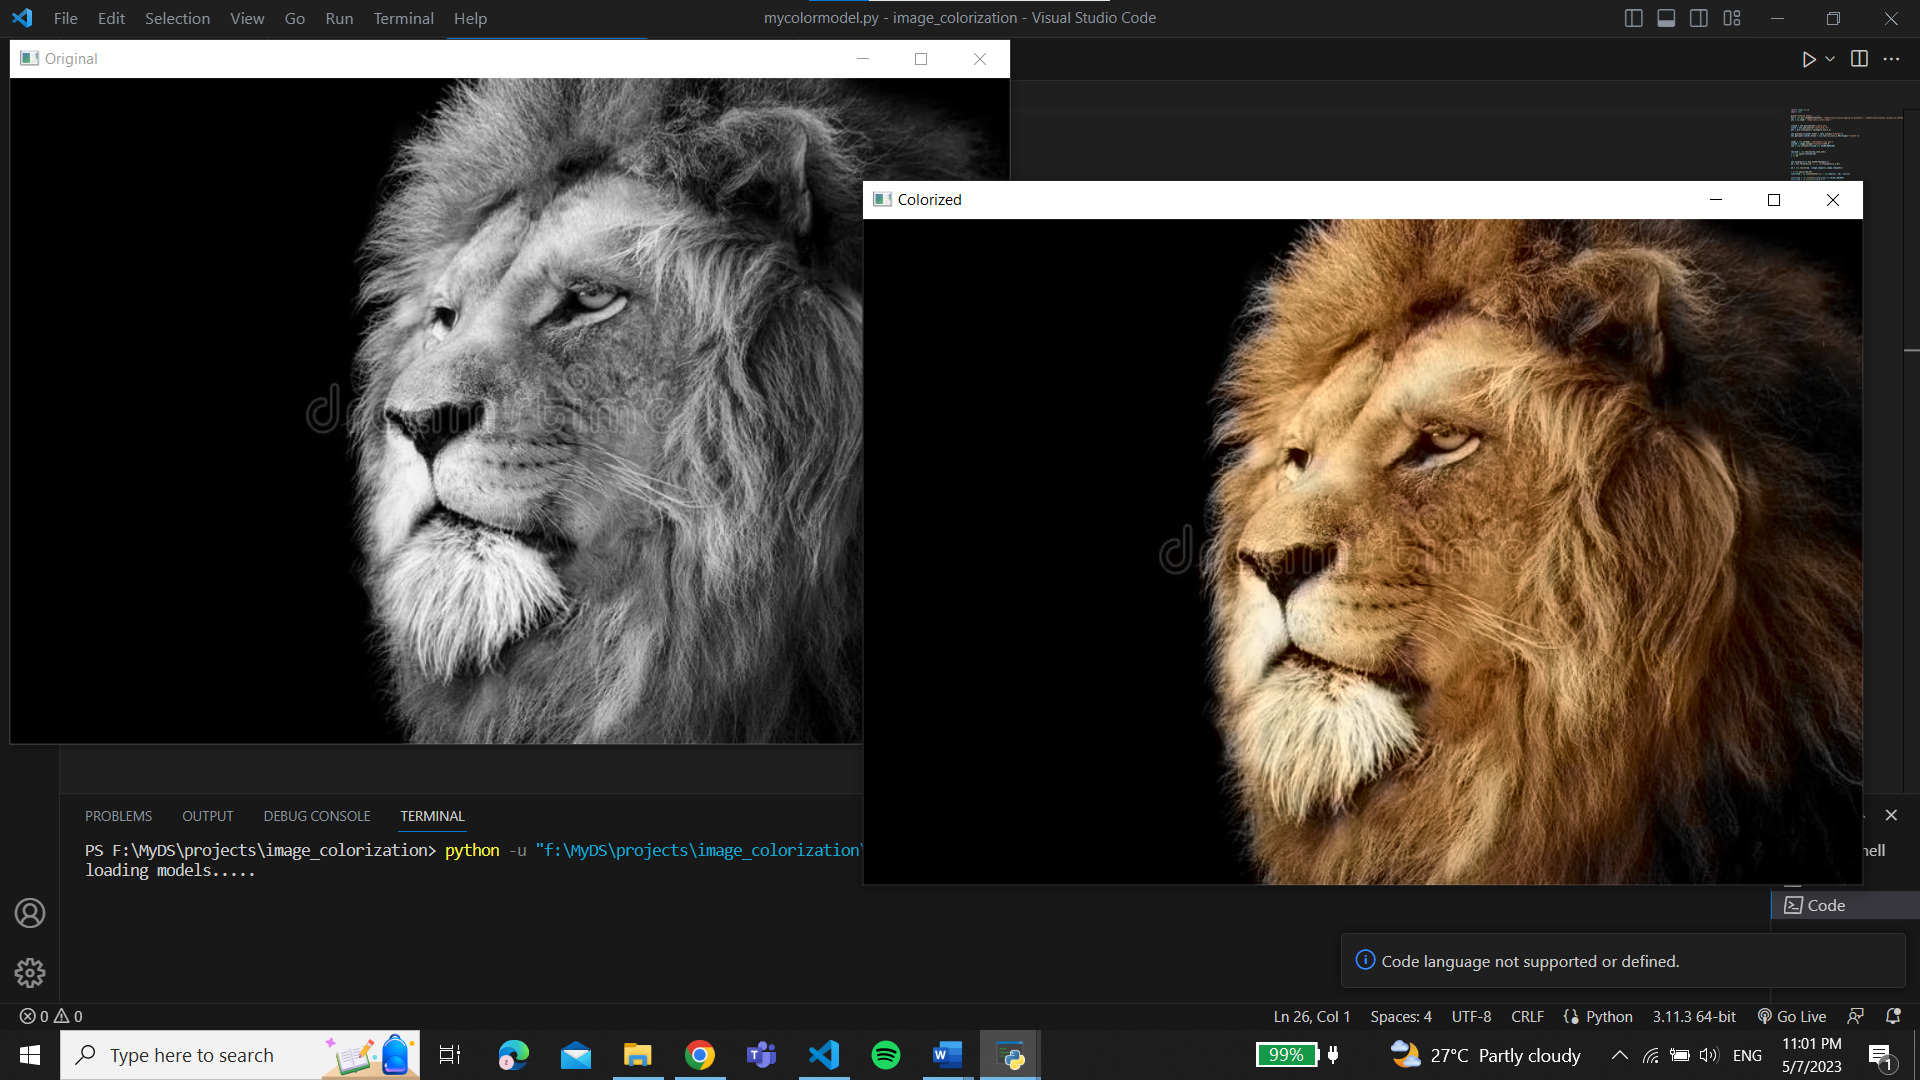 File Edit Selection View Go Run Terminal Help
mycolormodel.py - image_colorization - Visual Studio Code
Original
dreamstime
Colorized
dreamstime
PROBLEMS OUTPUT DEBUG CONSOLE TERMINAL
PS F:\MyDS\projects\image_colorization> python -u "f:\MyDS\projects\image_colorization\
loading models.....
Code
Code language not supported or defined.
0 0
Ln 26, Col 1 Spaces: 4 UTF-8 CRLF Python 3.11.3 64-bit Go Live
Type here to search
99%
27°C Partly cloudy
ENG
11:01 PM
5/7/2023
1